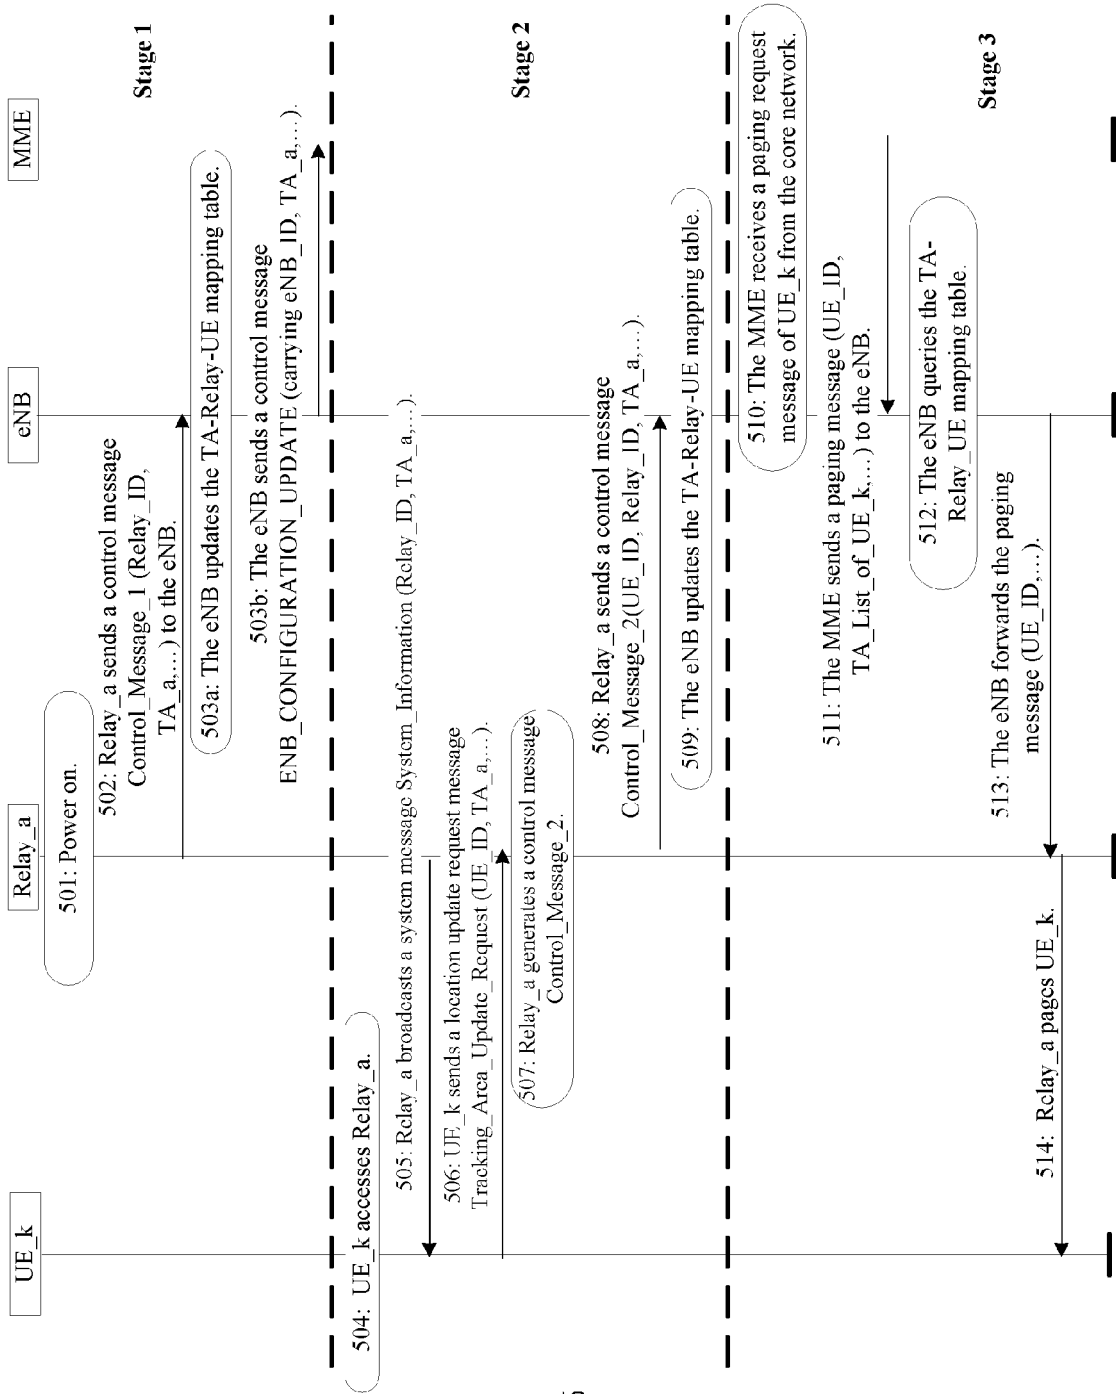 UE_k
Relay_a
eNB
MME
Stage 1
501: Power on.
502: Relay_a sends a control message
Control_Message_1 (Relay_ID,
TA_a,...) to the eNB.
503a: The eNB updates the TA-Relay-UE mapping table.
503b: The eNB sends a control message
ENB_CONFIGURATION_UPDATE (carrying eNB_ID, TA_a,...).
Stage 2
504: UE_k accesses Relay_a.
505: Relay_a broadcasts a system message System_Information (Relay_ID, TA_a,...).
506: UE_k sends a location update request message
Tracking_Area_Update_Request (UE_ID, TA_a,...).
507: Relay_a generates a control message
Control_Message_2.
508: Relay_a sends a control message
Control_Message_2(UE_ID, Relay_ID, TA_a,...).
509: The eNB updates the TA-Relay-UE mapping table.
Stage 3
510: The MME receives a paging request
message of UE_k from the core network.
511: The MME sends a paging message (UE_ID,
TA_List_of_UE_k,...) to the eNB.
512: The eNB queries the TA-
Relay_UE mapping table.
513: The eNB forwards the paging
message (UE_ID,...).
514: Relay_a pages UE_k.